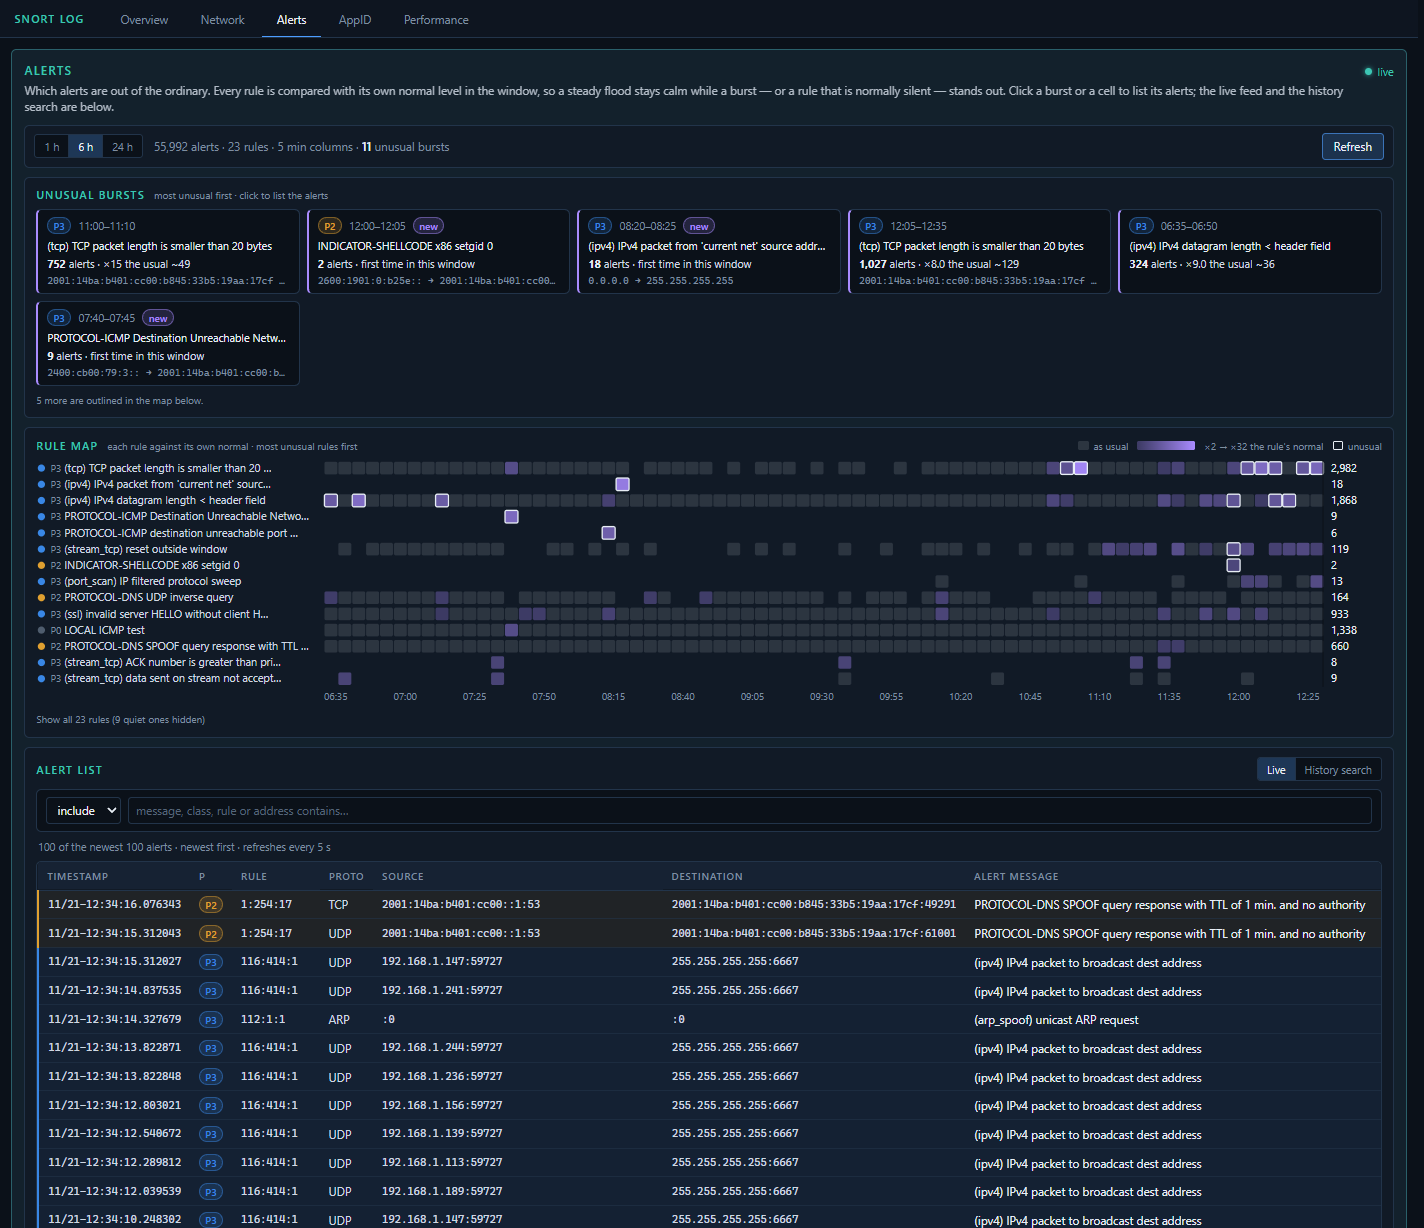 SNORT LOG Overview Network Alerts AppID Performance
ALERTS
live
Which alerts are out of the ordinary. Every rule is compared with its own normal level in the window, so a steady flood stays calm while a burst — or a rule that is normally silent — stands out. Click a burst or a cell to list its alerts; the live feed and the history
search are below.
1 h 6 h 24 h 55,992 alerts · 23 rules · 5 min columns · 11 unusual bursts Refresh
UNUSUAL BURSTS most unusual first · click to list the alerts
P3 11:00–11:10
(tcp) TCP packet length is smaller than 20 bytes
752 alerts · ×15 the usual ~49
2001:14ba:b401:cc00:b845:33b5:19aa:17cf …
P2 12:00–12:05 new
INDICATOR-SHELLCODE x86 setgid 0
2 alerts · first time in this window
2600:1901:0:b25e:: → 2001:14ba:b401:cc00…
P3 08:20–08:25 new
(ipv4) IPv4 packet from 'current net' source addr…
18 alerts · first time in this window
0.0.0.0 → 255.255.255.255
P3 12:05–12:35
(tcp) TCP packet length is smaller than 20 bytes
1,027 alerts · ×8.0 the usual ~129
2001:14ba:b401:cc00:b845:33b5:19aa:17cf …
P3 06:35–06:50
(ipv4) IPv4 datagram length < header field
324 alerts · ×9.0 the usual ~36
P3 07:40–07:45 new
PROTOCOL-ICMP Destination Unreachable Netw…
9 alerts · first time in this window
2400:cb00:79:3:: → 2001:14ba:b401:cc00:b…
5 more are outlined in the map below.
RULE MAP each rule against its own normal · most unusual rules first as usual ×2 → ×32 the rule's normal unusual
P3 (tcp) TCP packet length is smaller than 20 … 2,982
P3 (ipv4) IPv4 packet from 'current net' sourc… 18
P3 (ipv4) IPv4 datagram length < header field 1,868
P3 PROTOCOL-ICMP Destination Unreachable Netwo… 9
P3 PROTOCOL-ICMP destination unreachable port … 6
P3 (stream_tcp) reset outside window 119
P2 INDICATOR-SHELLCODE x86 setgid 0 2
P3 (port_scan) IP filtered protocol sweep 13
P2 PROTOCOL-DNS UDP inverse query 164
P3 (ssl) invalid server HELLO without client H… 933
P0 LOCAL ICMP test 1,338
P2 PROTOCOL-DNS SPOOF query response with TTL … 660
P3 (stream_tcp) ACK number is greater than pri… 8
P3 (stream_tcp) data sent on stream not accept… 9
06:35 07:00 07:25 07:50 08:15 08:40 09:05 09:30 09:55 10:20 10:45 11:10 11:35 12:00 12:25
Show all 23 rules (9 quiet ones hidden)
ALERT LIST Live History search
include message, class, rule or address contains…
100 of the newest 100 alerts · newest first · refreshes every 5 s
TIMESTAMP P RULE PROTO SOURCE DESTINATION ALERT MESSAGE
11/21-12:34:16.076343 P2 1:254:17 TCP 2001:14ba:b401:cc00::1:53 2001:14ba:b401:cc00:b845:33b5:19aa:17cf:49291 PROTOCOL-DNS SPOOF query response with TTL of 1 min. and no authority
11/21-12:34:15.312043 P2 1:254:17 UDP 2001:14ba:b401:cc00::1:53 2001:14ba:b401:cc00:b845:33b5:19aa:17cf:61001 PROTOCOL-DNS SPOOF query response with TTL of 1 min. and no authority
11/21-12:34:15.312027 P3 116:414:1 UDP 192.168.1.147:59727 255.255.255.255:6667 (ipv4) IPv4 packet to broadcast dest address
11/21-12:34:14.837535 P3 116:414:1 UDP 192.168.1.241:59727 255.255.255.255:6667 (ipv4) IPv4 packet to broadcast dest address
11/21-12:34:14.327679 P3 112:1:1 ARP :0 :0 (arp_spoof) unicast ARP request
11/21-12:34:13.822871 P3 116:414:1 UDP 192.168.1.244:59727 255.255.255.255:6667 (ipv4) IPv4 packet to broadcast dest address
11/21-12:34:13.822848 P3 116:414:1 UDP 192.168.1.236:59727 255.255.255.255:6667 (ipv4) IPv4 packet to broadcast dest address
11/21-12:34:12.803021 P3 116:414:1 UDP 192.168.1.156:59727 255.255.255.255:6667 (ipv4) IPv4 packet to broadcast dest address
11/21-12:34:12.540672 P3 116:414:1 UDP 192.168.1.139:59727 255.255.255.255:6667 (ipv4) IPv4 packet to broadcast dest address
11/21-12:34:12.289812 P3 116:414:1 UDP 192.168.1.113:59727 255.255.255.255:6667 (ipv4) IPv4 packet to broadcast dest address
11/21-12:34:12.039539 P3 116:414:1 UDP 192.168.1.189:59727 255.255.255.255:6667 (ipv4) IPv4 packet to broadcast dest address
11/21-12:34:10.248302 P3 116:414:1 UDP 192.168.1.147:59727 255.255.255.255:6667 (ipv4) IPv4 packet to broadcast dest address